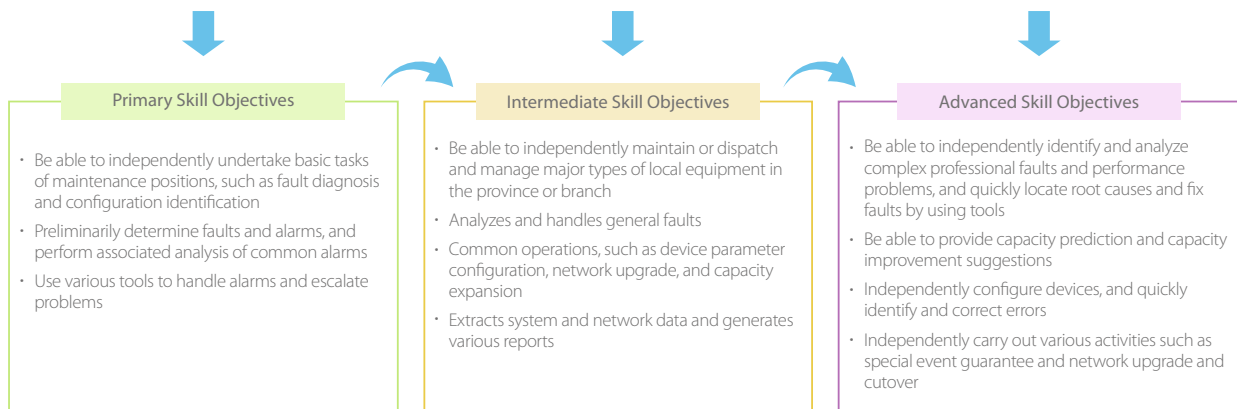 Primary Skill Objectives
• Be able to independently undertake basic tasks
of maintenance positions, such as fault diagnosis
and configuration identification
• Preliminarily determine faults and alarms, and
perform associated analysis of common alarms
• Use various tools to handle alarms and escalate
problems
Intermediate Skill Objectives
• Be able to independently maintain or dispatch
and manage major types of local equipment in
the province or branch
• Analyzes and handles general faults
• Common operations, such as device parameter
configuration, network upgrade, and capacity
expansion
• Extracts system and network data and generates
various reports
Advanced Skill Objectives
• Be able to independently identify and analyze
complex professional faults and performance
problems, and quickly locate root causes and fix
faults by using tools
• Be able to provide capacity prediction and capacity
improvement suggestions
• Independently configure devices, and quickly
identify and correct errors
• Independently carry out various activities such as
special event guarantee and network upgrade and
cutover